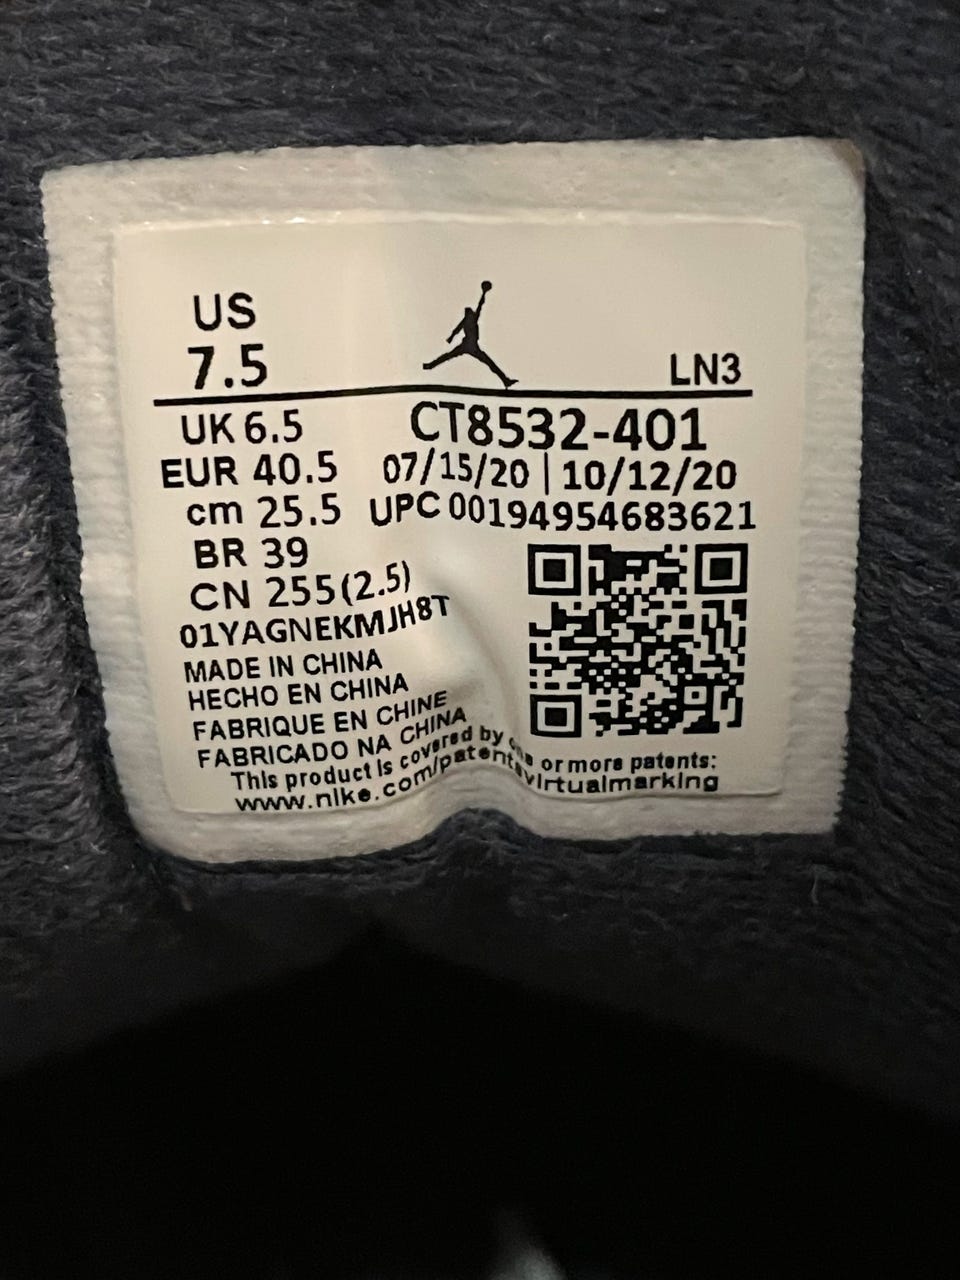 US
7.5
LN3
UK 6.5
CT8532-401
EUR 40.5
07/15/20 | 10/12/20
cm 25.5
UPC 00194954683621
BR 39
CN 255(2.5)
01YAGNEKMJH8T
MADE IN CHINA
HECHO EN CHINA
FABRIQUE EN CHINE
FABRICADO NA CHINA
This product is covered by one or more patents:
www.nike.com/patentsvirtualmarking